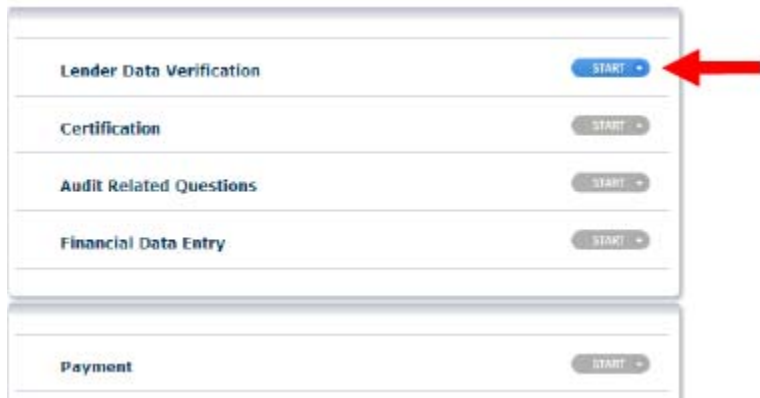 Lender Data Verification START
Certification START
Audit Related Questions START
Financial Data Entry START
Payment START